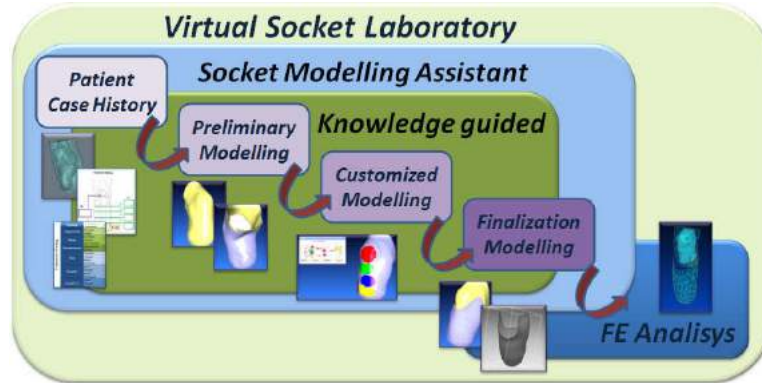 Virtual Socket Laboratory
Socket Modelling Assistant
Patient
Case History
Knowledge guided
Preliminary
Modelling
Customized
Modelling
Finalization
Modelling
FE Analisys